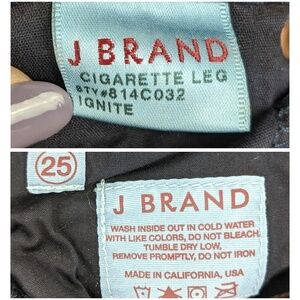 J BRAND
CIGARETTE LEG
STY#814C032
IGNITE
25
J BRAND
WASH INSIDE OUT IN COLD WATER
WITH LIKE COLORS, DO NOT BLEACH.
TUMBLE DRY LOW,
REMOVE PROMPTLY, DO NOT IRON.
MADE IN CALIFORNIA, USA